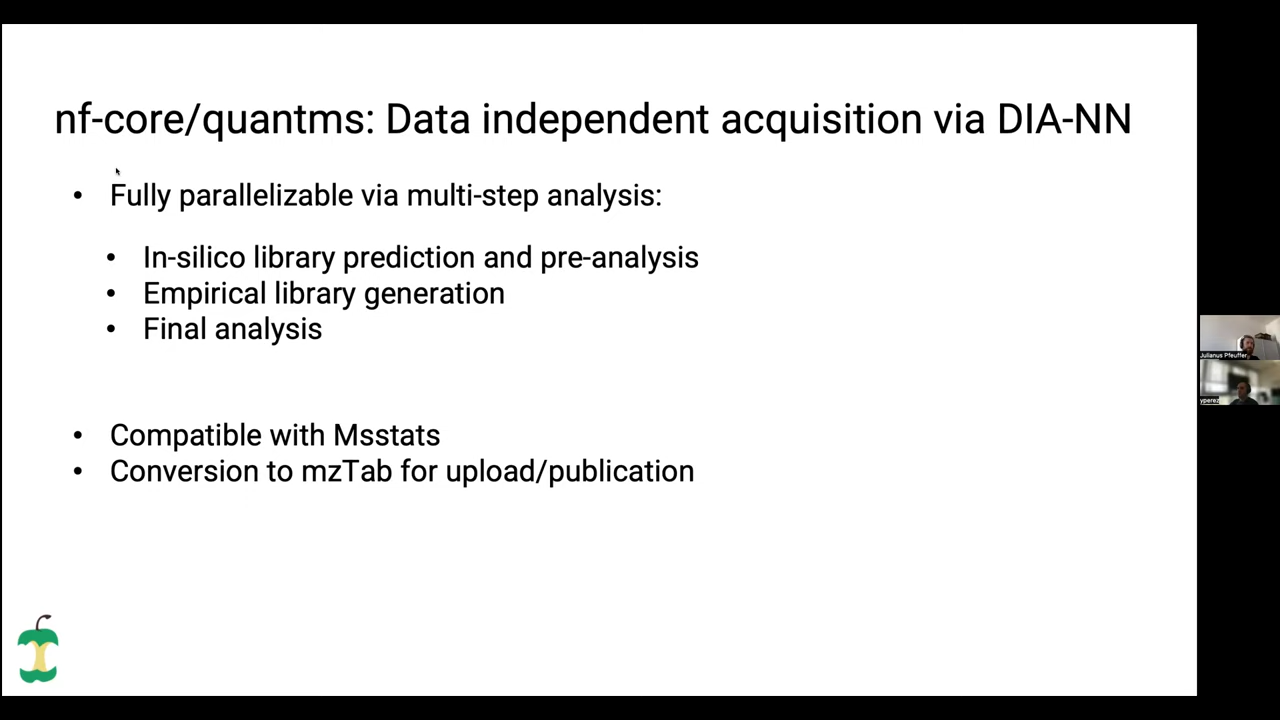 nf-core/quantms: Data independent acquisition via DIA-NN
• Fully parallelizable via multi-step analysis:
• In-silico library prediction and pre-analysis
• Empirical library generation
• Final analysis
• Compatible with Msstats
• Conversion to mzTab for upload/publication
Julianus Pfeuffer
yperez